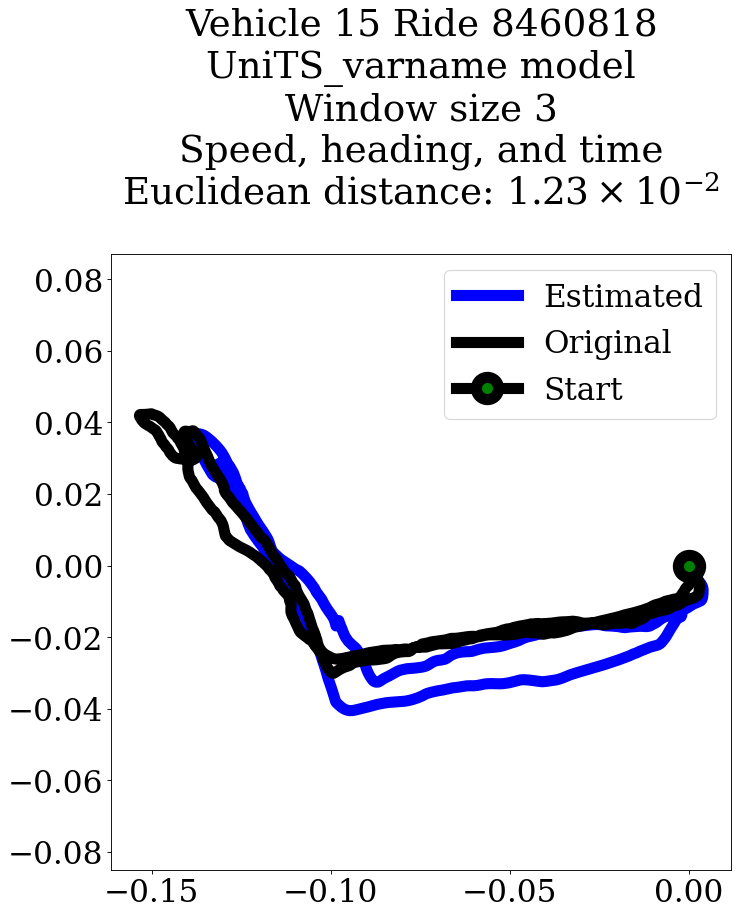 Vehicle 15 Ride 8460818
UniTS_varname model
Window size 3
Speed, heading, and time
Euclidean distance: 1.23 × 10⁻²
Estimated
Original
Start
0.08
0.06
0.04
0.02
0.00
−0.02
−0.04
−0.06
−0.08
−0.15 −0.10 −0.05 0.00